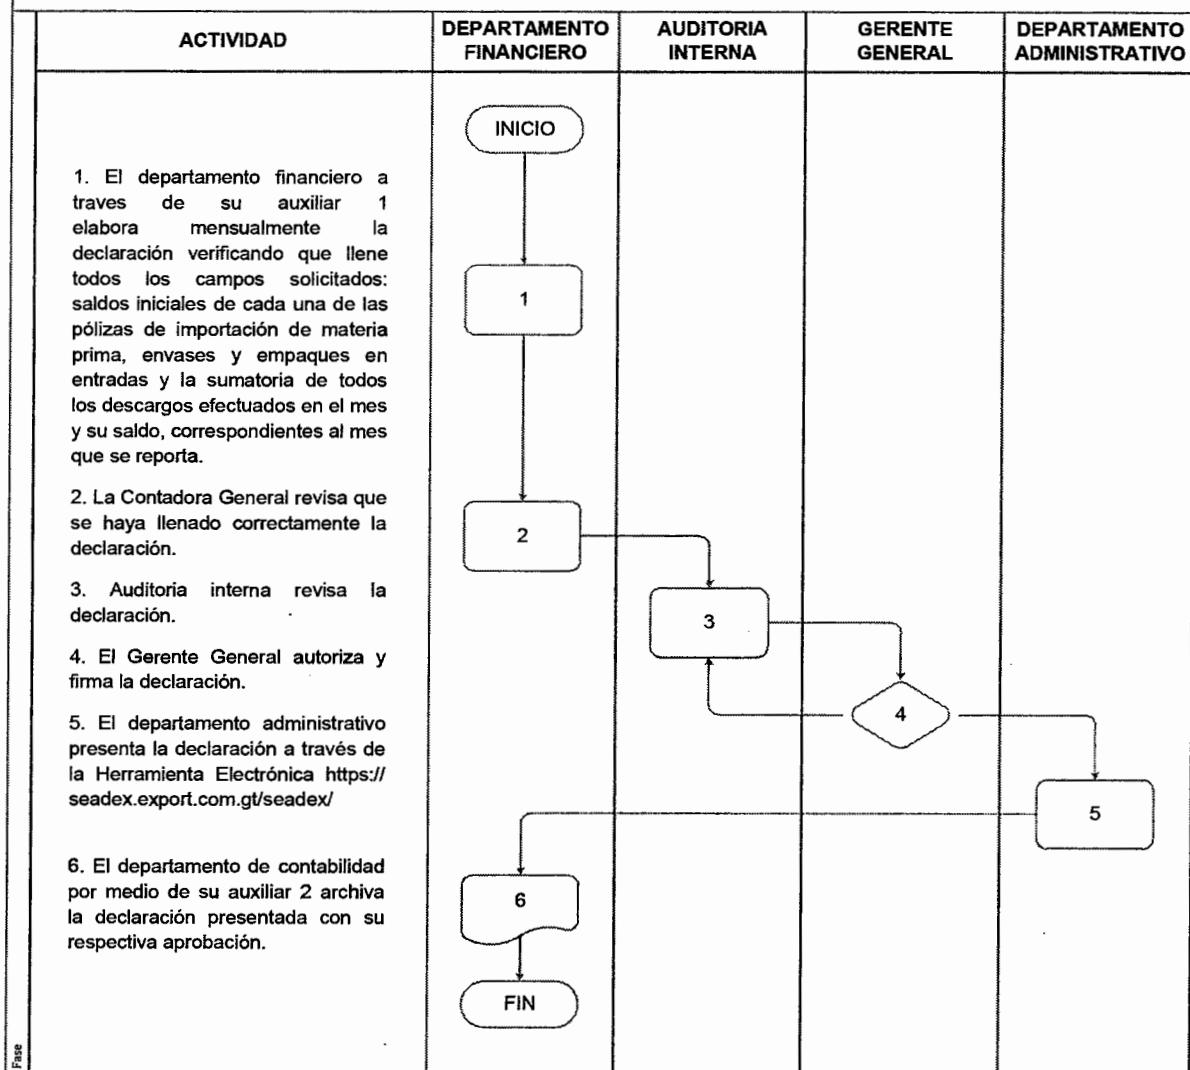 ACTIVIDAD
DEPARTAMENTO
FINANCIERO
AUDITORIA
INTERNA
GERENTE
GENERAL
DEPARTAMENTO
ADMINISTRATIVO
INICIO
1. El departamento financiero a
traves de su auxiliar 1
elabora mensualmente la
declaración verificando que llene
todos los campos solicitados:
saldos iniciales de cada una de las
pólizas de importación de materia
prima, envases y empaques en
entradas y la sumatoria de todos
los descargos efectuados en el mes
y su saldo, correspondientes al mes
que se reporta.
2. La Contadora General revisa que
se haya llenado correctamente la
declaración.
3. Auditoria interna revisa la
declaración.
4. El Gerente General autoriza y
firma la declaración.
5. El departamento administrativo
presenta la declaración a través de
la Herramienta Electrónica https://
seadex.export.com.gt/seadex/
6. El departamento de contabilidad
por medio de su auxiliar 2 archiva
la declaración presentada con su
respectiva aprobación.
1
2
3
4
5
6
FIN
Fase